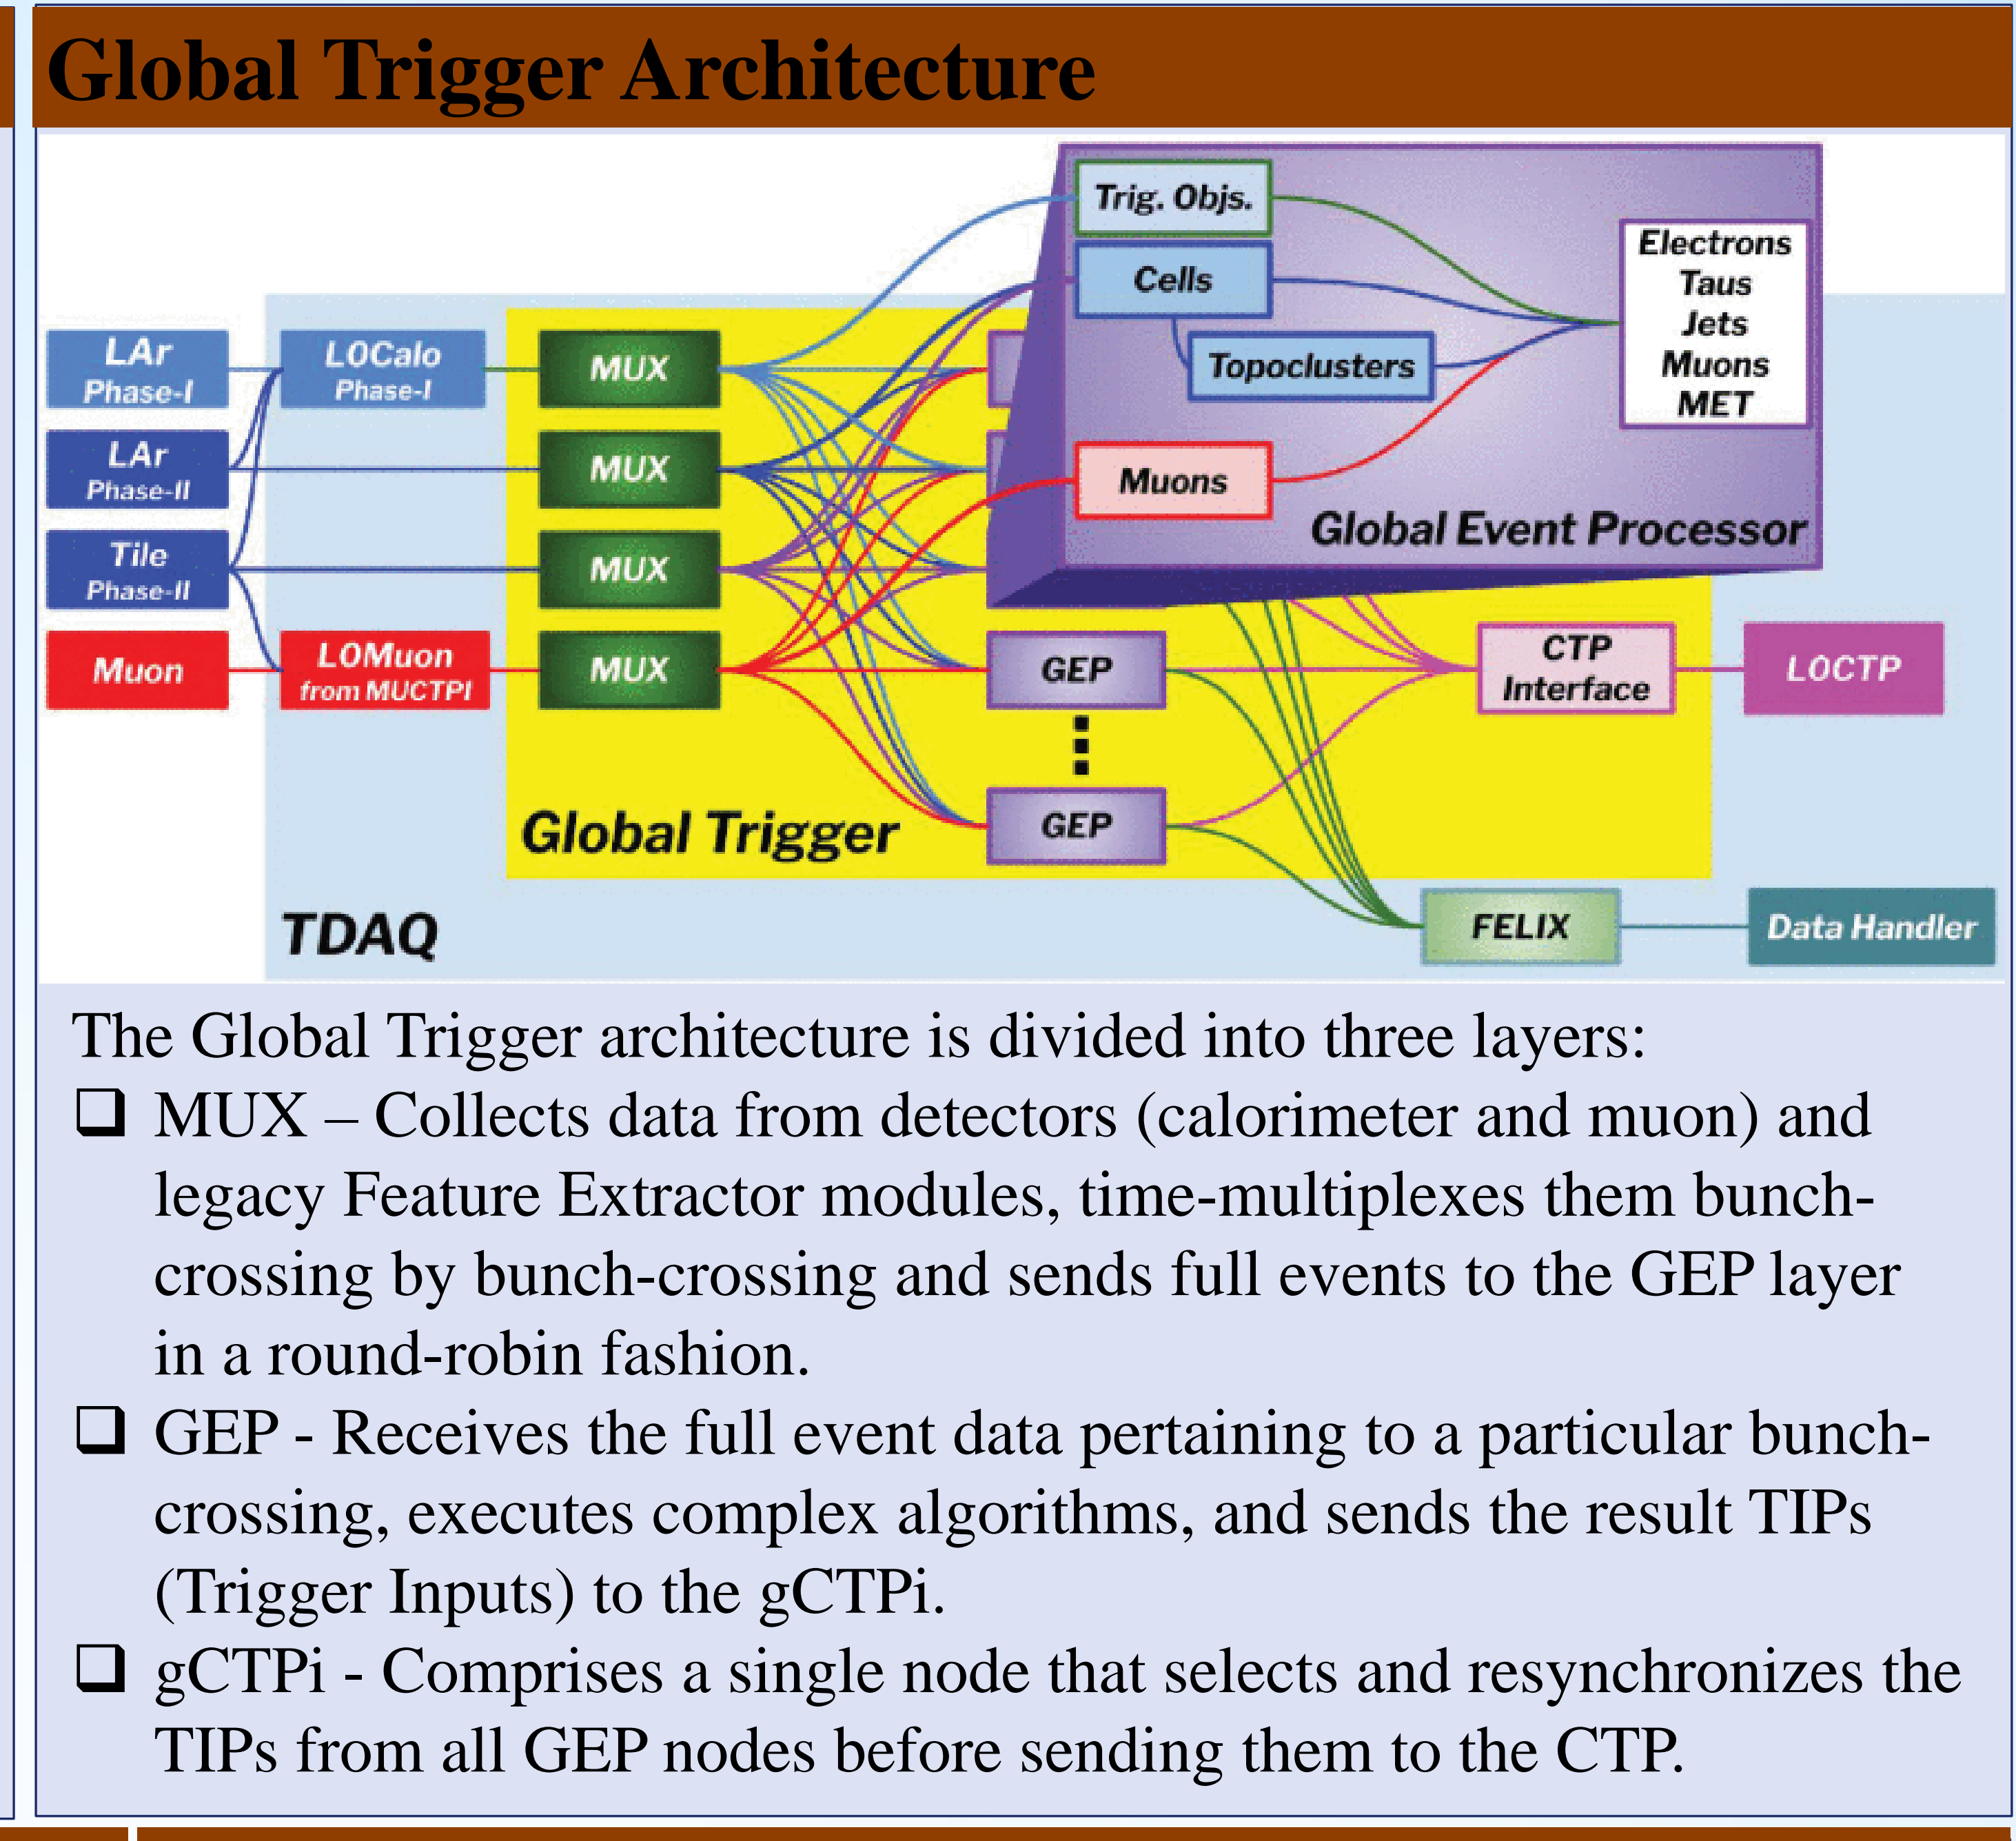 Global Trigger Architecture
Trig. Objs.
Cells
Topoclusters
Muons
Electrons
Taus
Jets
Muons
MET
Global Event Processor
LAr
Phase-I
L0Calo
Phase-I
MUX
LAr
Phase-II
MUX
Tile
Phase-II
MUX
Muon
L0Muon
from MUCTPI
MUX
GEP
CTP
Interface
L0CTP
GEP
Global Trigger
TDAQ
FELIX
Data Handler
The Global Trigger architecture is divided into three layers:
❑ MUX – Collects data from detectors (calorimeter and muon) and
legacy Feature Extractor modules, time-multiplexes them bunch-
crossing by bunch-crossing and sends full events to the GEP layer
in a round-robin fashion.
❑ GEP - Receives the full event data pertaining to a particular bunch-
crossing, executes complex algorithms, and sends the result TIPs
(Trigger Inputs) to the gCTPi.
❑ gCTPi - Comprises a single node that selects and resynchronizes the
TIPs from all GEP nodes before sending them to the CTP.